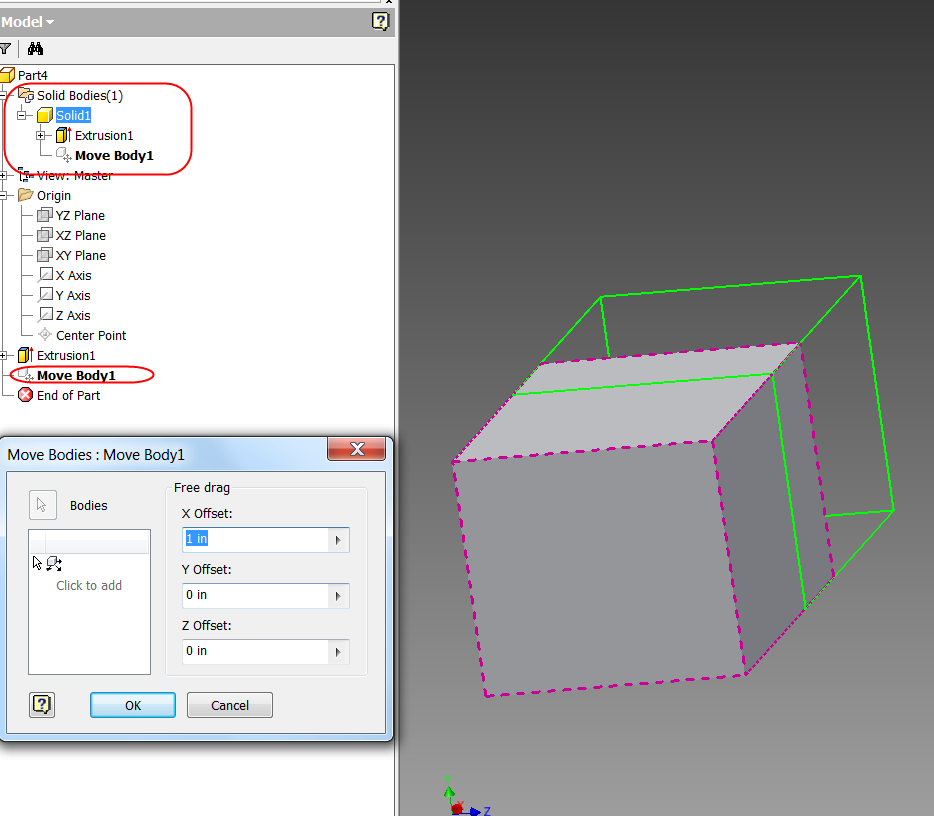 Model
Part4
Solid Bodies(1)
Solid1
Extrusion1
Move Body1
View: Master
Origin
YZ Plane
XZ Plane
XY Plane
X Axis
Y Axis
Z Axis
Center Point
Extrusion1
Move Body1
End of Part
Move Bodies : Move Body1
Bodies
Click to add
Free drag
X Offset:
1 in
Y Offset:
0 in
Z Offset:
0 in
OK
Cancel
Y
X
Z